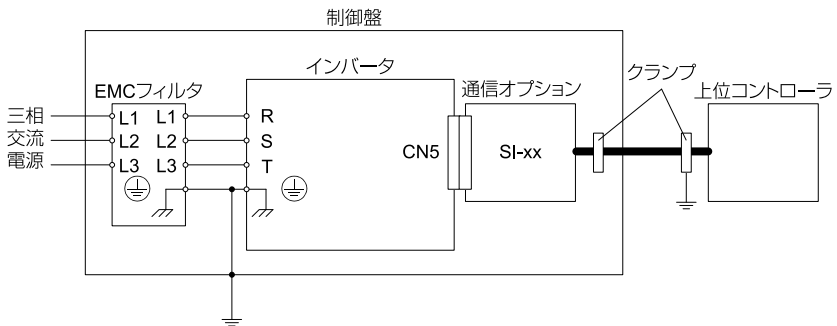 制御盤
インバータ
EMCフィルタ
通信オプション
クランプ
上位コントローラ
三相
交流
電源
L1 L1
L2 L2
L3 L3
R
S
T
CN5
SI-xx